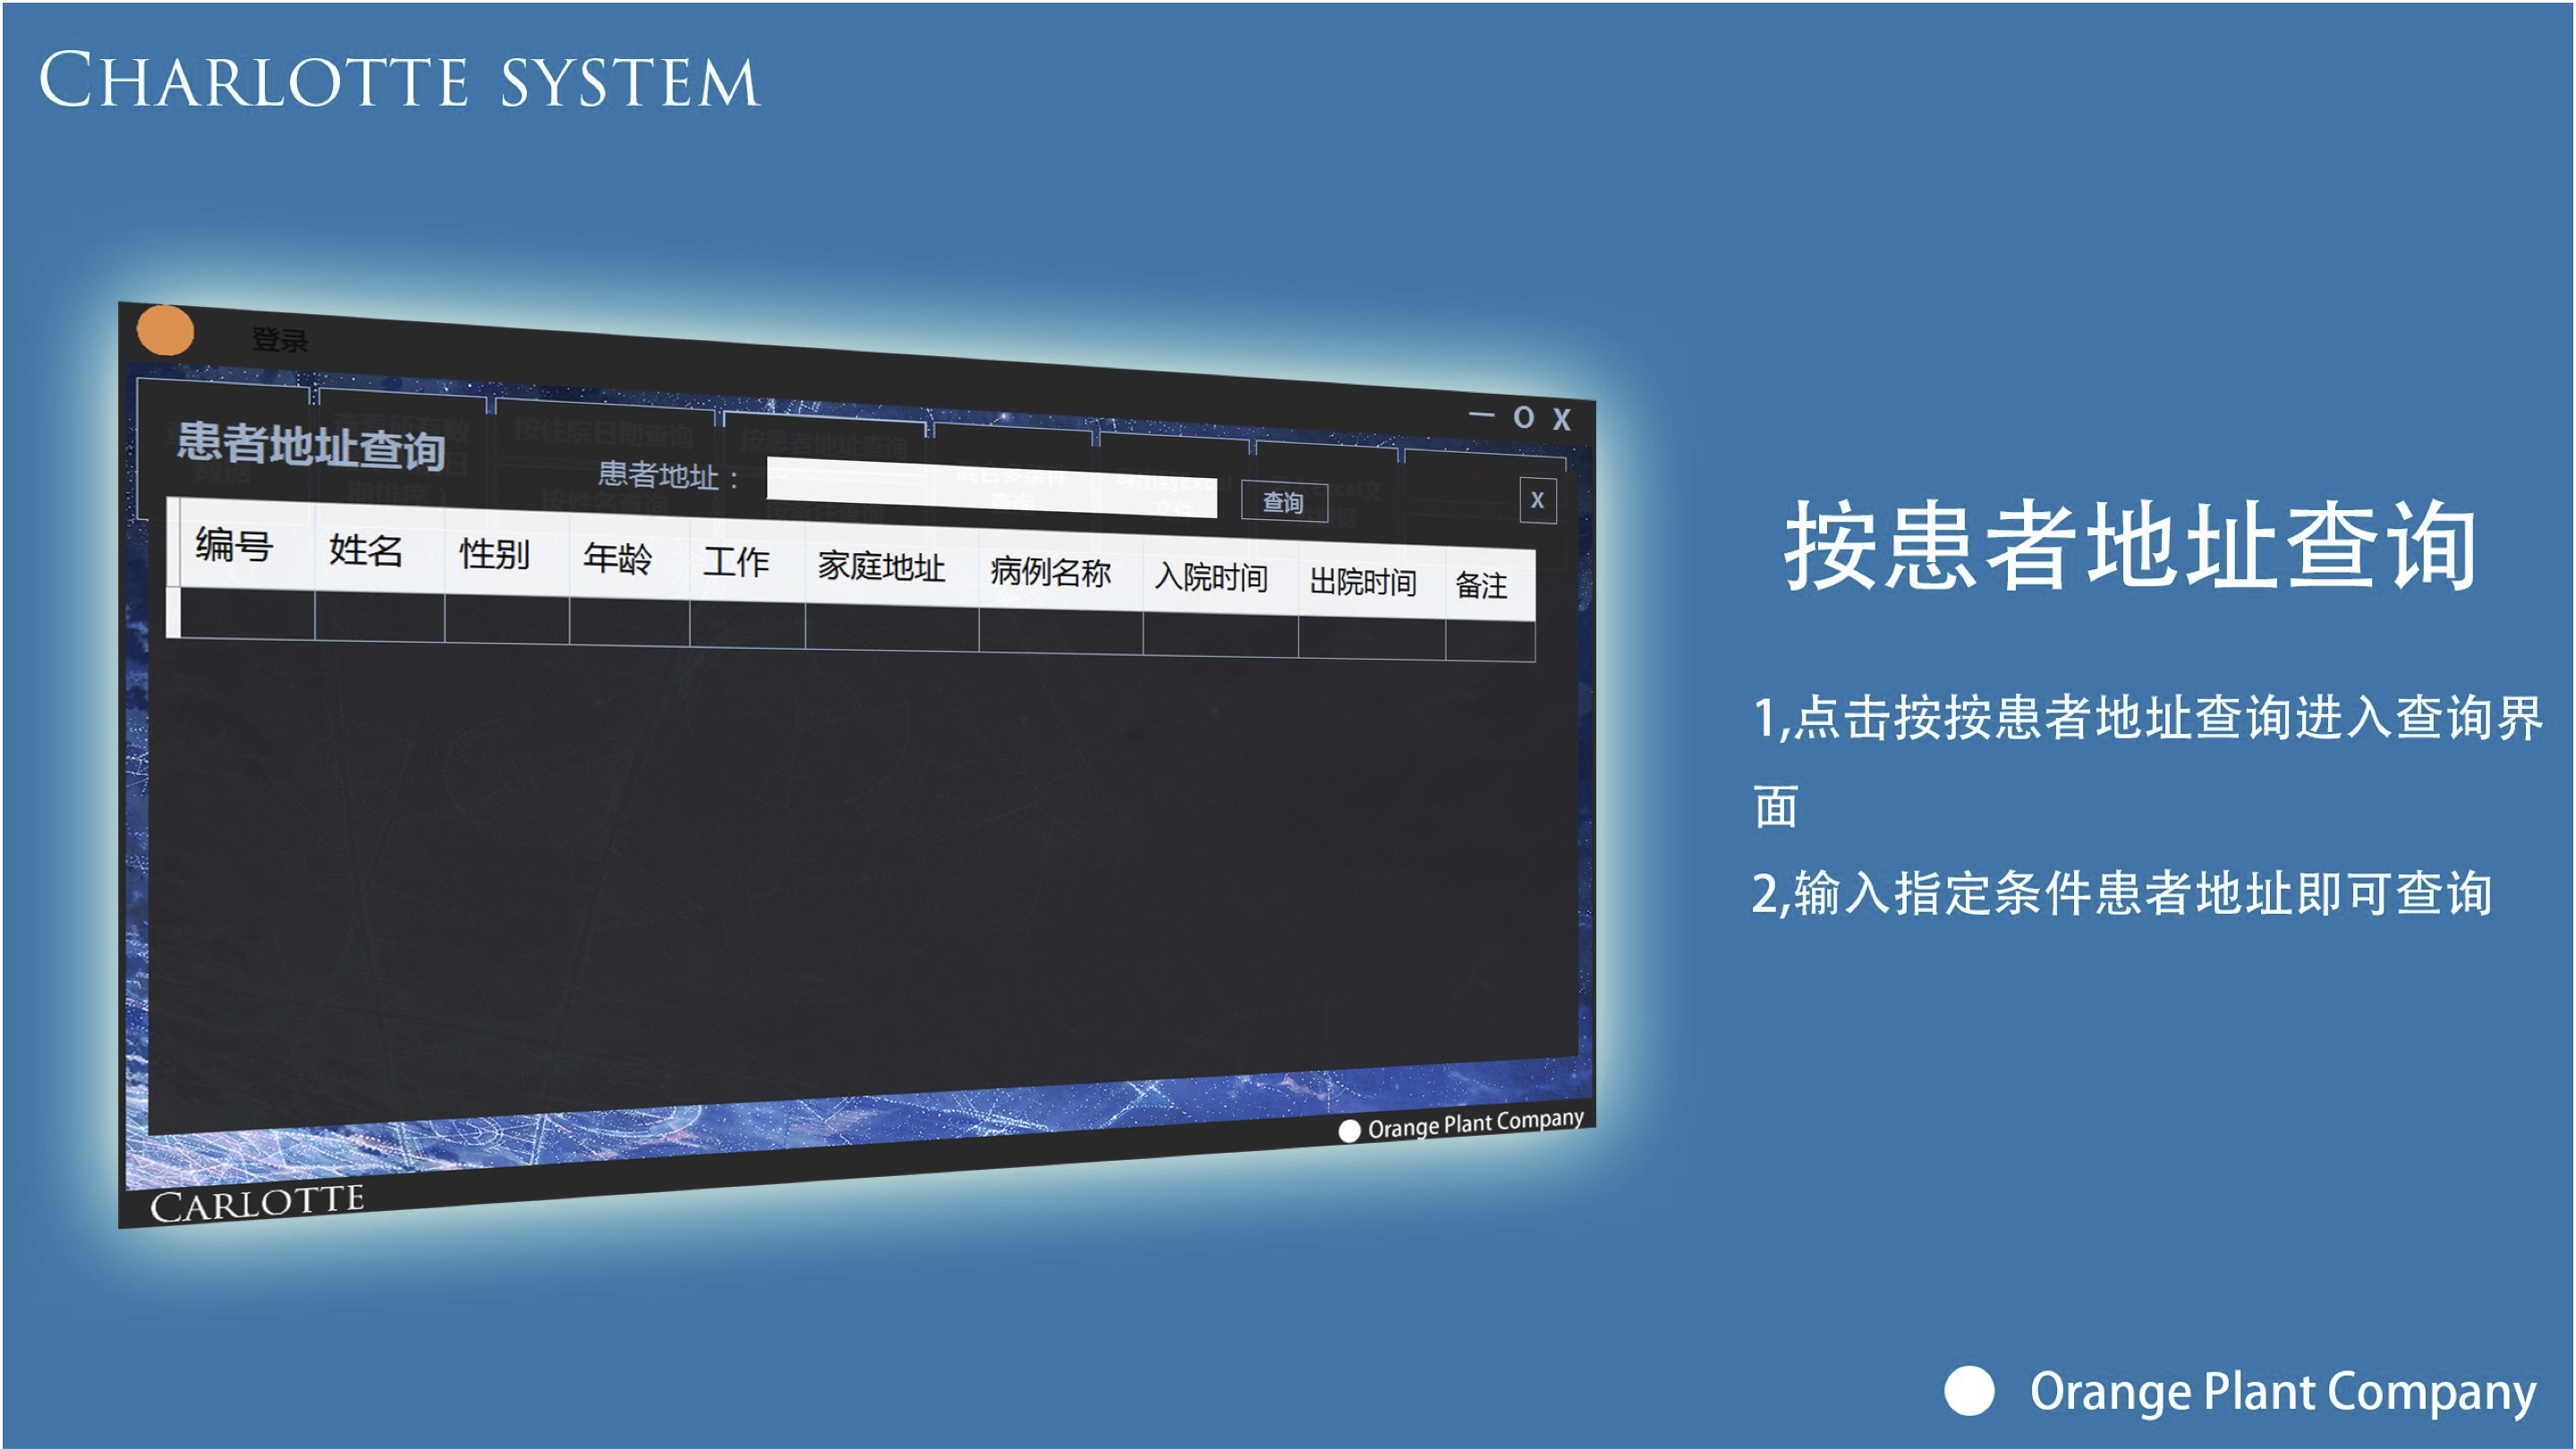 CHARLOTTE SYSTEM
登录
— O X
患者地址查询
患者地址：
查询
X
编号 姓名 性别 年龄 工作 家庭地址 病例名称 入院时间 出院时间 备注
Orange Plant Company
CARLOTTE
按患者地址查询
1,点击按按患者地址查询进入查询界
面
2,输入指定条件患者地址即可查询
Orange Plant Company